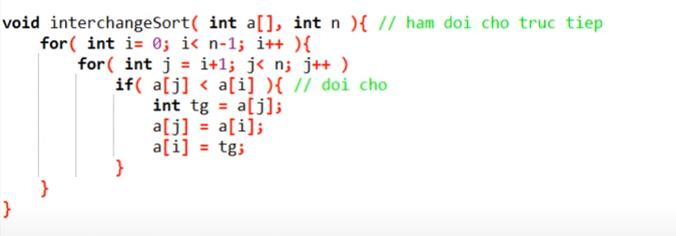 void interchangeSort( int a[], int n ){ // ham doi cho truc tiep
for( int i= 0; i< n-1; i++ ){
for( int j = i+1; j< n; j++ )
if( a[j] < a[i] ){ // doi cho
int tg = a[j];
a[j] = a[i];
a[i] = tg;
}
}
}